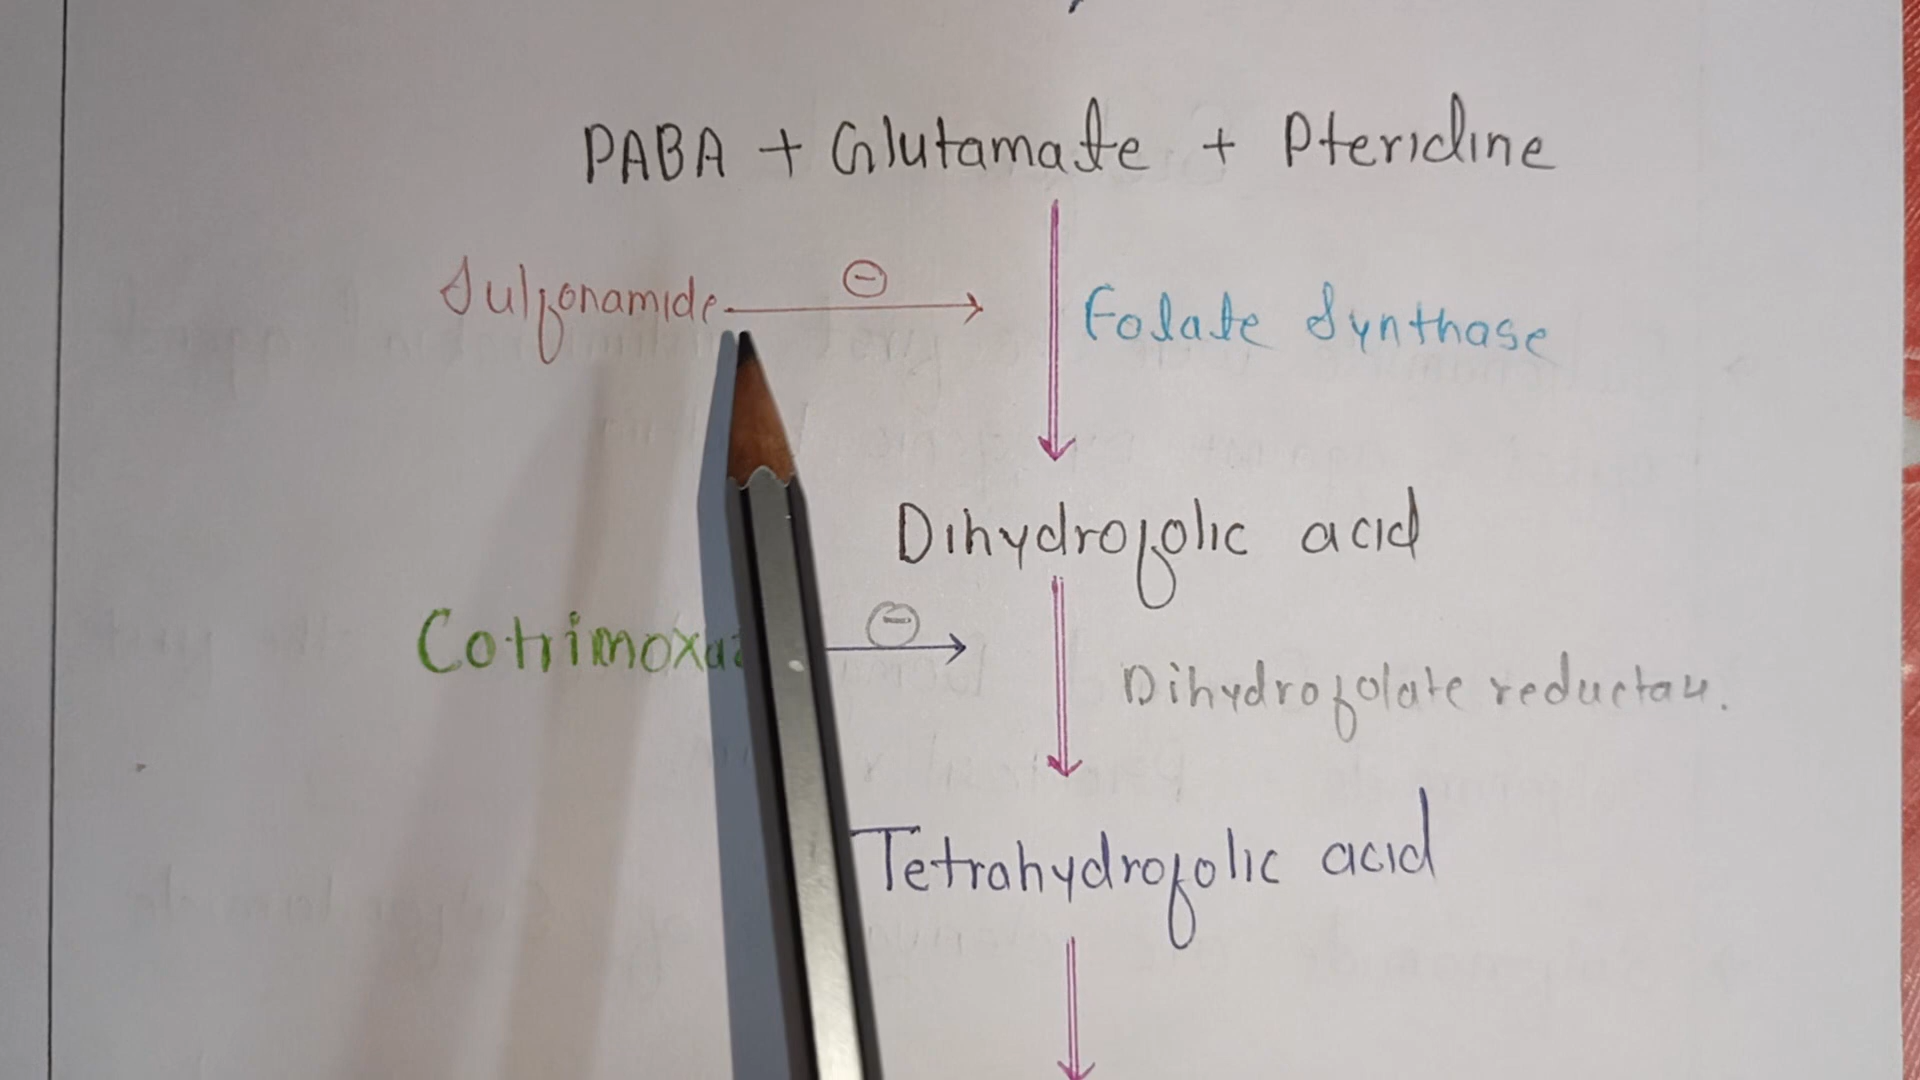 PABA + Glutamate + Pteridine
Sulfonamide ⊖
Folate Synthase
Dihydrofolic acid
⊖
Dihydrofolate reductase.
Tetrahydrofolic acid